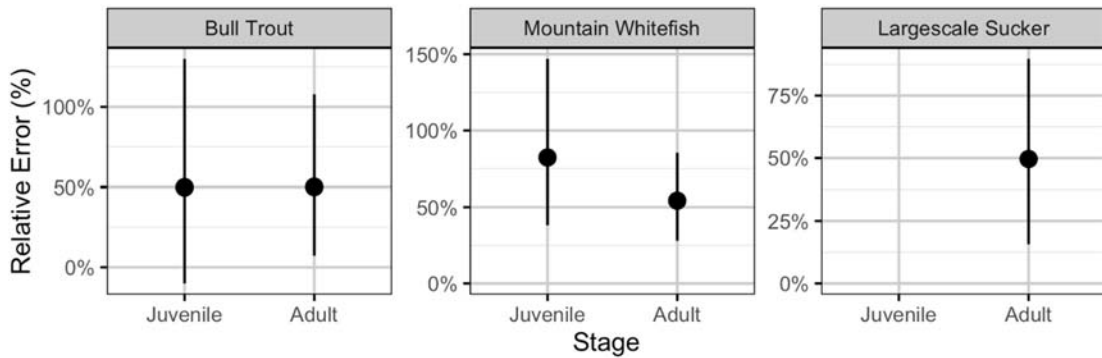 Bull Trout
Mountain Whitefish
Largescale Sucker
Relative Error (%)
100%
50%
0%
150%
100%
50%
0%
75%
50%
25%
0%
Juvenile Adult
Juvenile Adult
Juvenile Adult
Stage